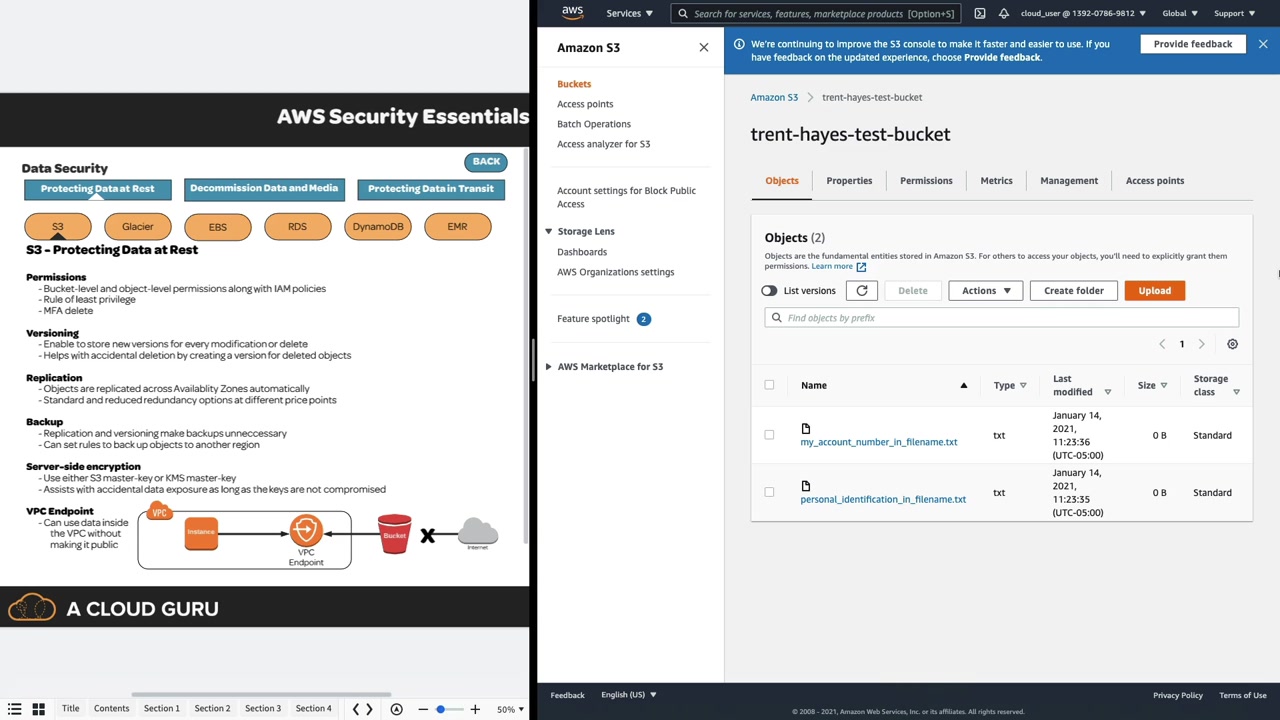 AWS Security Essentials
Data Security
BACK
Protecting Data at Rest
Decommission Data and Media
Protecting Data in Transit
S3
Glacier
EBS
RDS
DynamoDB
EMR
S3 - Protecting Data at Rest
Permissions
- Bucket-level and object-level permissions along with IAM policies
- Rule of least privilege
- MFA delete
Versioning
- Enable to store new versions for every modification or delete
- Helps with accidental deletion by creating a version for deleted objects
Replication
- Objects are replicated across Availablity Zones automatically
- Standard and reduced redundancy options at different price points
Backup
- Replication and versioning make backups unneccessary
- Can set rules to back up objects to another region
Server-side encryption
- Use either S3 master-key or KMS master-key
- Assists with accidental data exposure as long as the keys are not compromised
VPC Endpoint
- Can use data inside
the VPC without
making it public
VPC
Instance
VPC
Endpoint
Bucket
Internet
A CLOUD GURU
Title
Contents
Section 1
Section 2
Section 3
Section 4
50%
aws
Services
Search for services, features, marketplace products [Option+S]
cloud_user @ 1392-0786-9812
Global
Support
Amazon S3
Buckets
Access points
Batch Operations
Access analyzer for S3
Account settings for Block Public
Access
Storage Lens
Dashboards
AWS Organizations settings
Feature spotlight 2
AWS Marketplace for S3
We're continuing to improve the S3 console to make it faster and easier to use. If you
have feedback on the updated experience, choose Provide feedback.
Provide feedback
Amazon S3 > trent-hayes-test-bucket
trent-hayes-test-bucket
Objects
Properties
Permissions
Metrics
Management
Access points
Objects (2)
Objects are the fundamental entities stored in Amazon S3. For others to access your objects, you'll need to explicitly grant them
permissions. Learn more
List versions
Delete
Actions
Create folder
Upload
Find objects by prefix
1
Name
Type
Last
modified
Size
Storage
class
my_account_number_in_filename.txt
txt
January 14,
2021,
11:23:36
(UTC-05:00)
0 B
Standard
personal_identification_in_filename.txt
txt
January 14,
2021,
11:23:35
(UTC-05:00)
0 B
Standard
Feedback
English (US)
Privacy Policy
Terms of Use
© 2008 - 2021, Amazon Web Services, Inc. or its affiliates. All rights reserved.